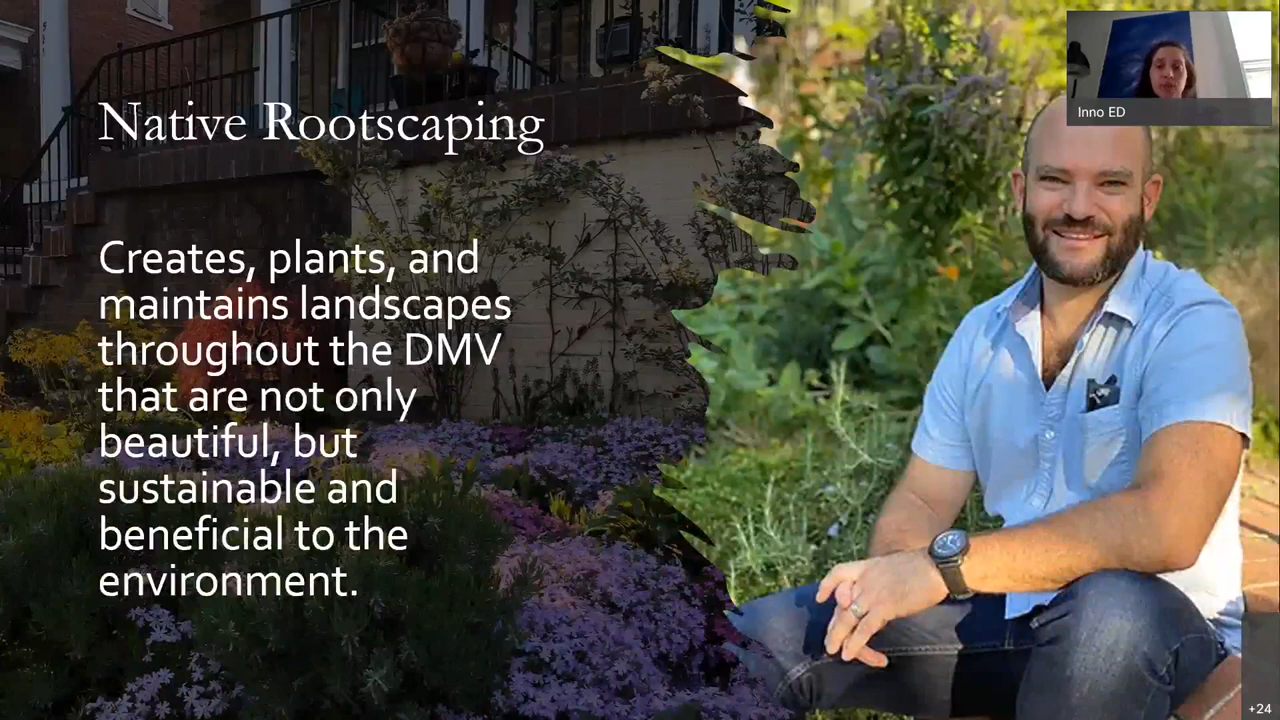 Native Rootscaping
Creates, plants, and
maintains landscapes
throughout the DMV
that are not only
beautiful, but
sustainable and
beneficial to the
environment.
Inno ED
+24